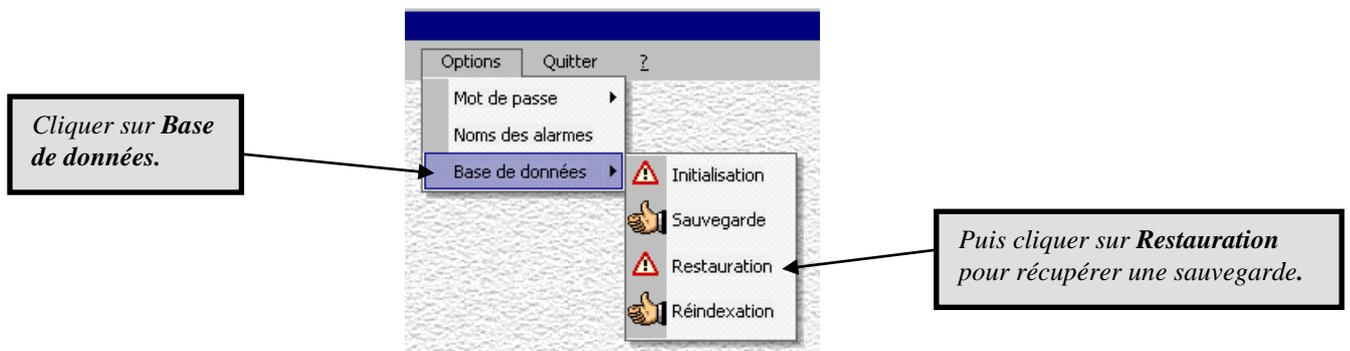 Options Quitter ?
Mot de passe
Noms des alarmes
Base de données
Cliquer sur Base
de données.
Initialisation
Sauvegarde
Restauration
Réindexation
Puis cliquer sur Restauration
pour récupérer une sauvegarde.